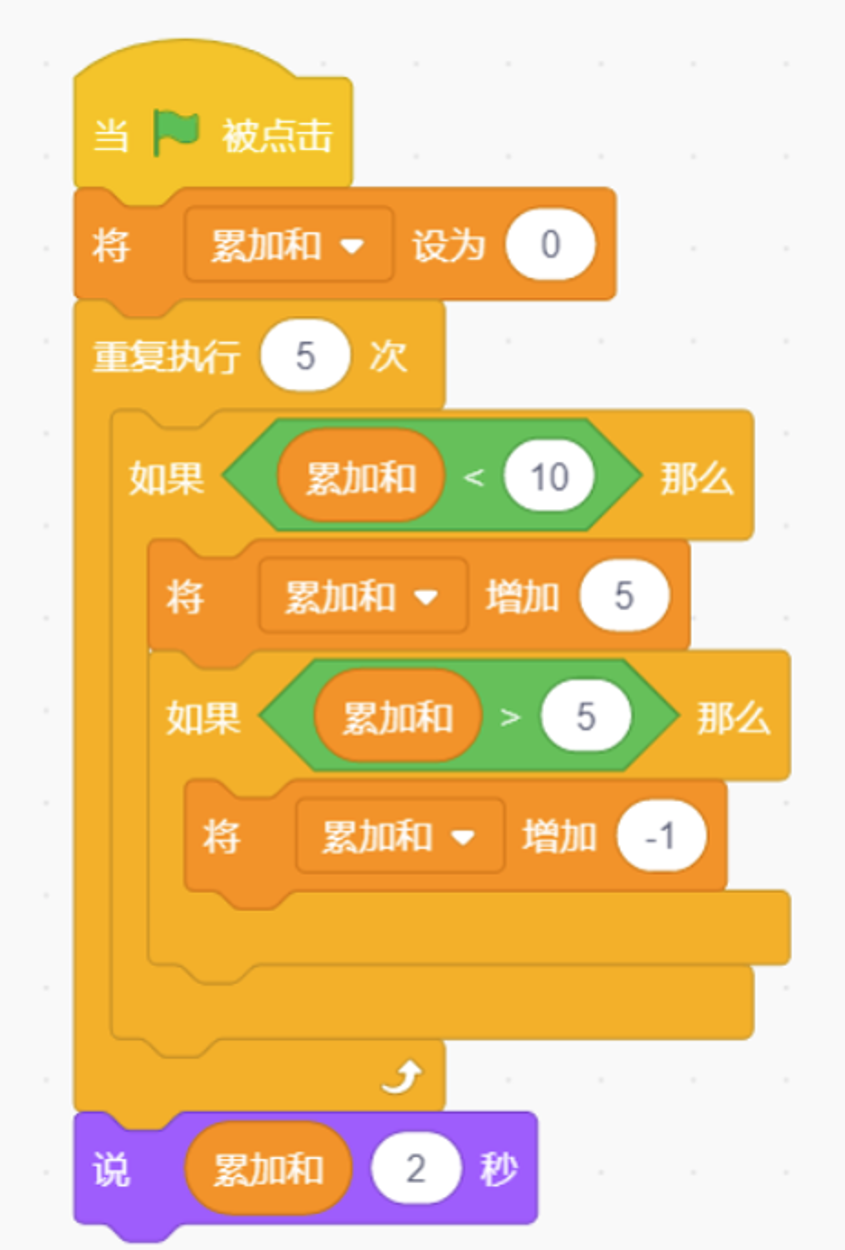 当 被点击
将 累加和 设为 0
重复执行 5 次
如果 累加和 < 10 那么
将 累加和 增加 5
如果 累加和 > 5 那么
将 累加和 增加 -1
说 累加和 2 秒